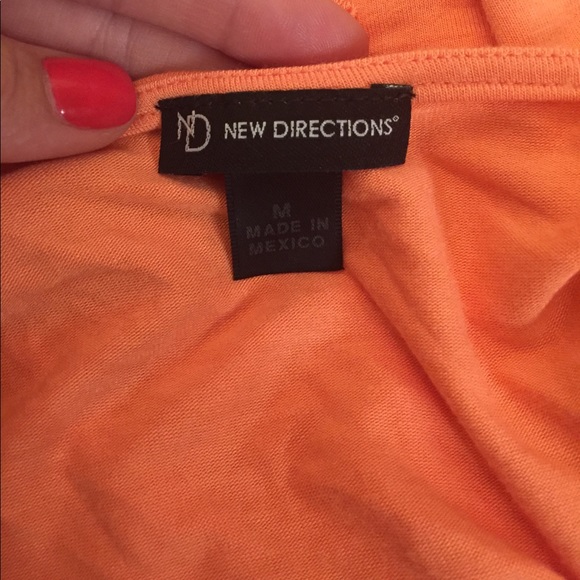 ND NEW DIRECTIONS®
M
MADE IN
MEXICO